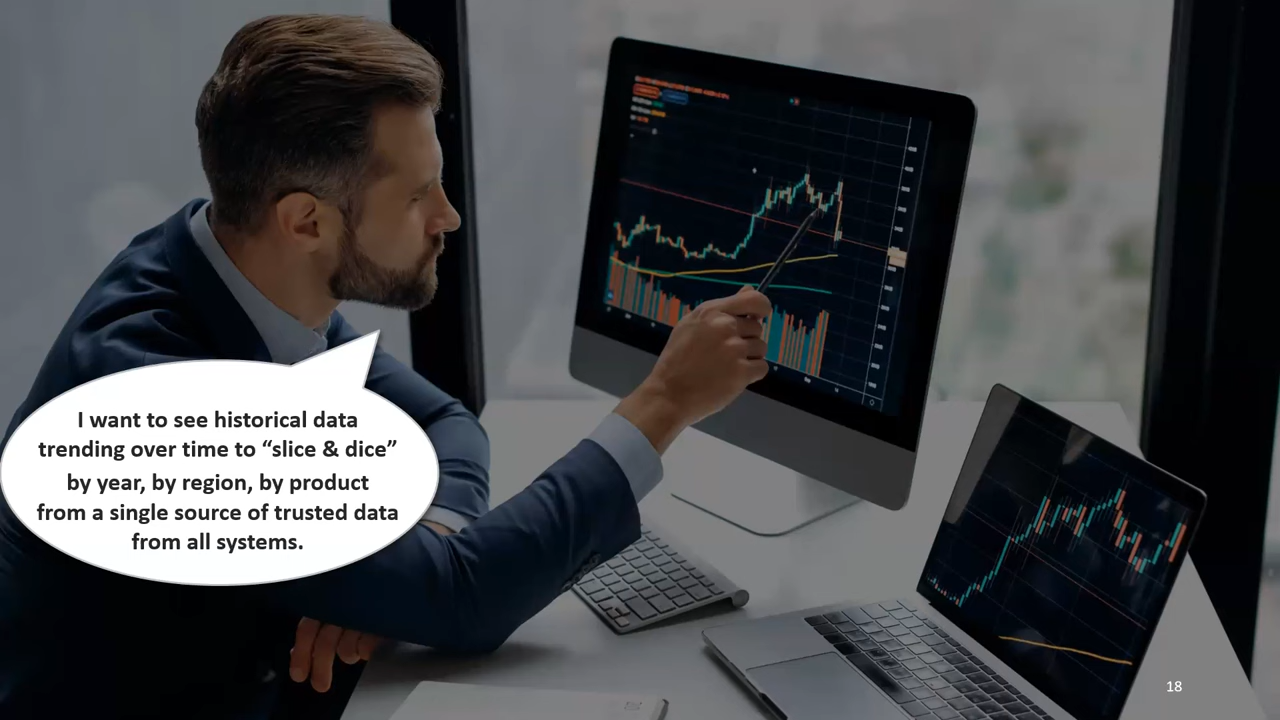 I want to see historical data
trending over time to “slice & dice”
by year, by region, by product
from a single source of trusted data
from all systems.
18